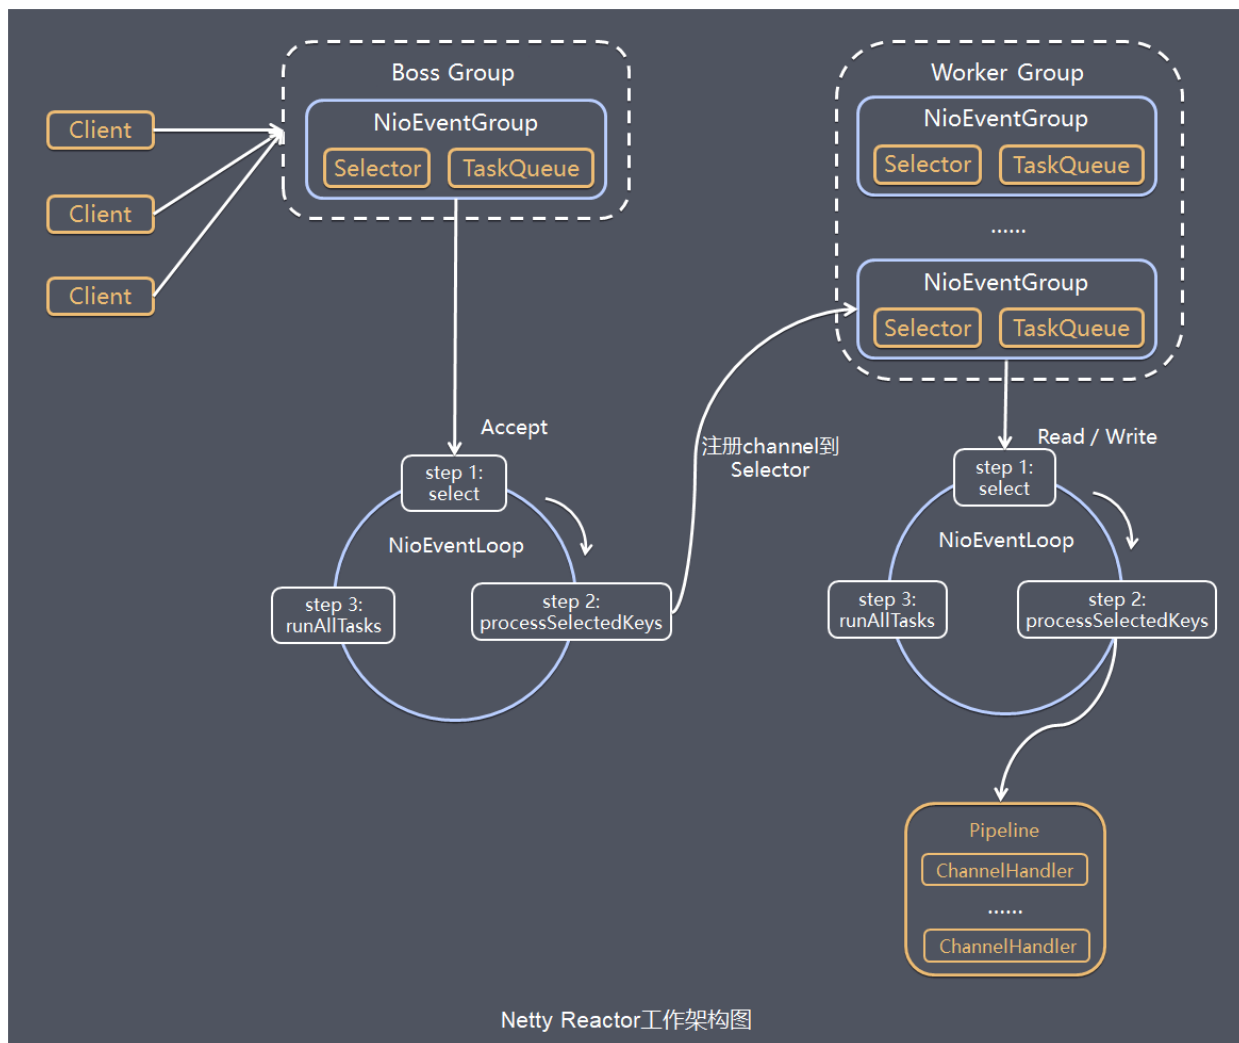 Boss Group
NioEventGroup
Selector
TaskQueue
Client
Client
Client
Worker Group
NioEventGroup
Selector
TaskQueue
......
NioEventGroup
Selector
TaskQueue
Accept
step 1:
select
NioEventLoop
step 2:
processSelectedKeys
step 3:
runAllTasks
注册channel到
Selector
Read / Write
step 1:
select
NioEventLoop
step 2:
processSelectedKeys
step 3:
runAllTasks
Pipeline
ChannelHandler
......
ChannelHandler
Netty Reactor工作架构图